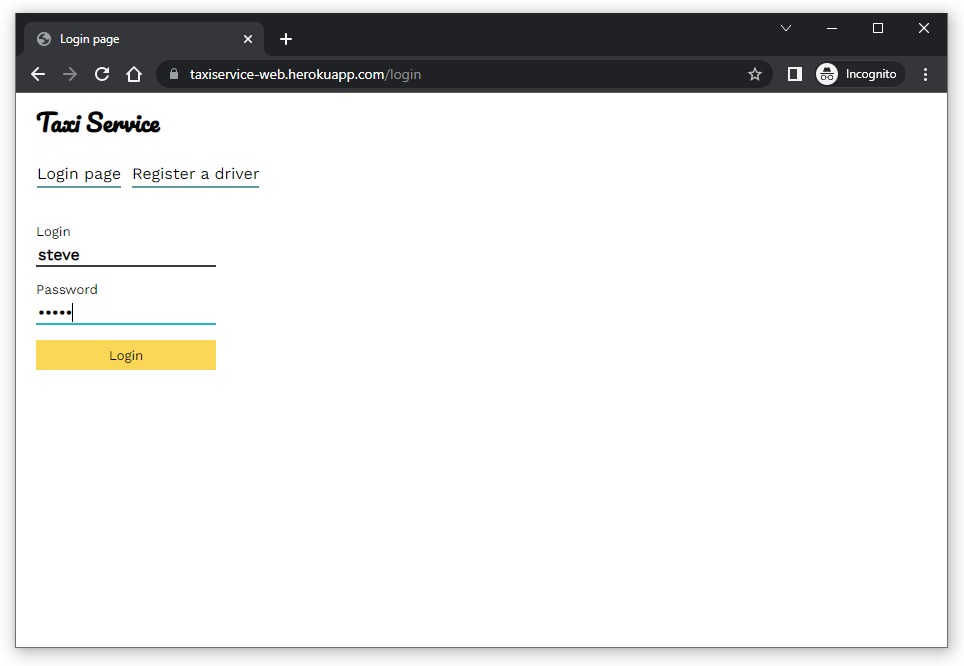 Login page
taxiservice-web.herokuapp.com/login
Incognito
Taxi Service
Login page Register a driver
Login
steve
Password
•••••
Login